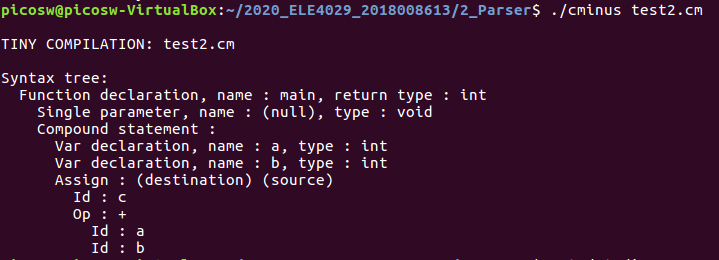 picosw@picosw-VirtualBox:~/2020_ELE4029_2018008613/2_Parser$ ./cminus test2.cm
TINY COMPILATION: test2.cm
Syntax tree:
Function declaration, name : main, return type : int
Single parameter, name : (null), type : void
Compound statement :
Var declaration, name : a, type : int
Var declaration, name : b, type : int
Assign : (destination) (source)
Id : c
Op : +
Id : a
Id : b